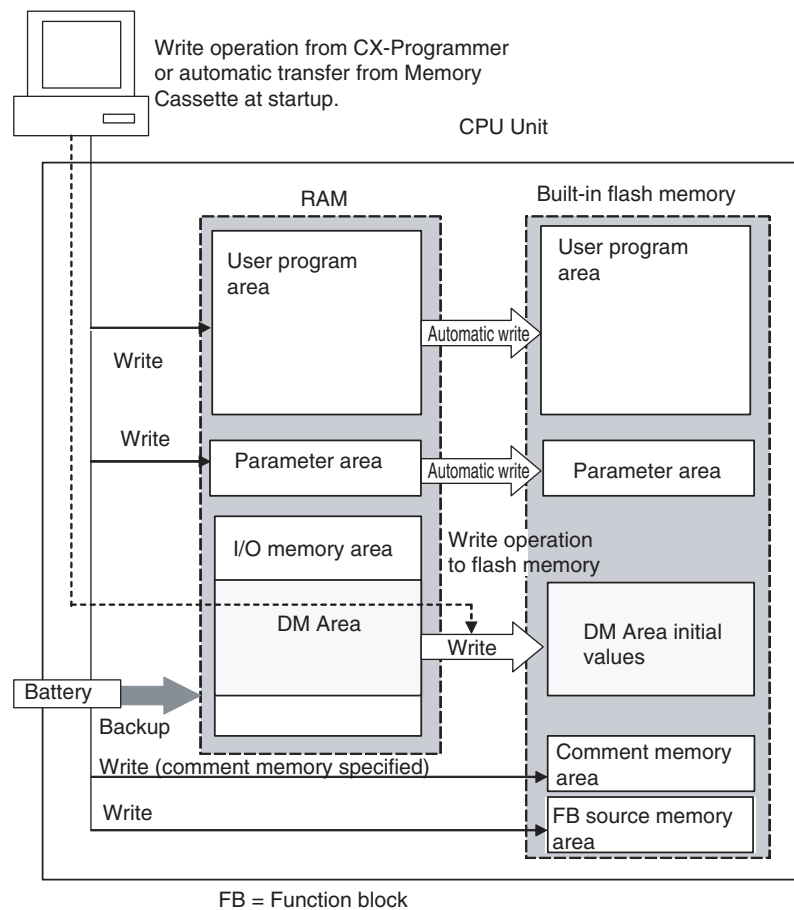 Write operation from CX-Programmer
or automatic transfer from Memory
Cassette at startup.
CPU Unit
RAM
Built-in flash memory
User program
area
User program
area
Automatic write
Write
Write
Parameter area
Automatic write
Parameter area
I/O memory area
Write operation
to flash memory
DM Area
Write
DM Area initial
values
Battery
Backup
Write (comment memory specified)
Comment memory
area
Write
FB source memory
area
FB = Function block